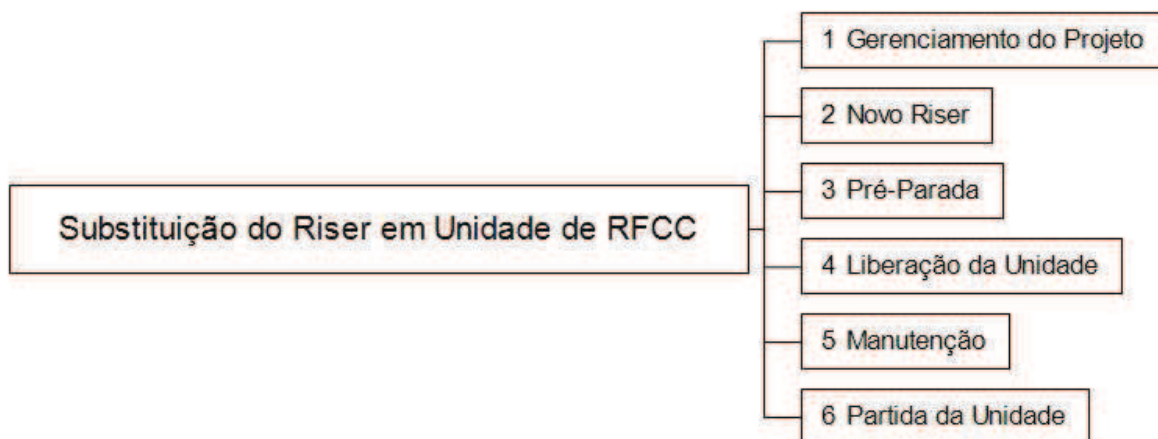 Substituição do Riser em Unidade de RFCC
1 Gerenciamento do Projeto
2 Novo Riser
3 Pré-Parada
4 Liberação da Unidade
5 Manutenção
6 Partida da Unidade